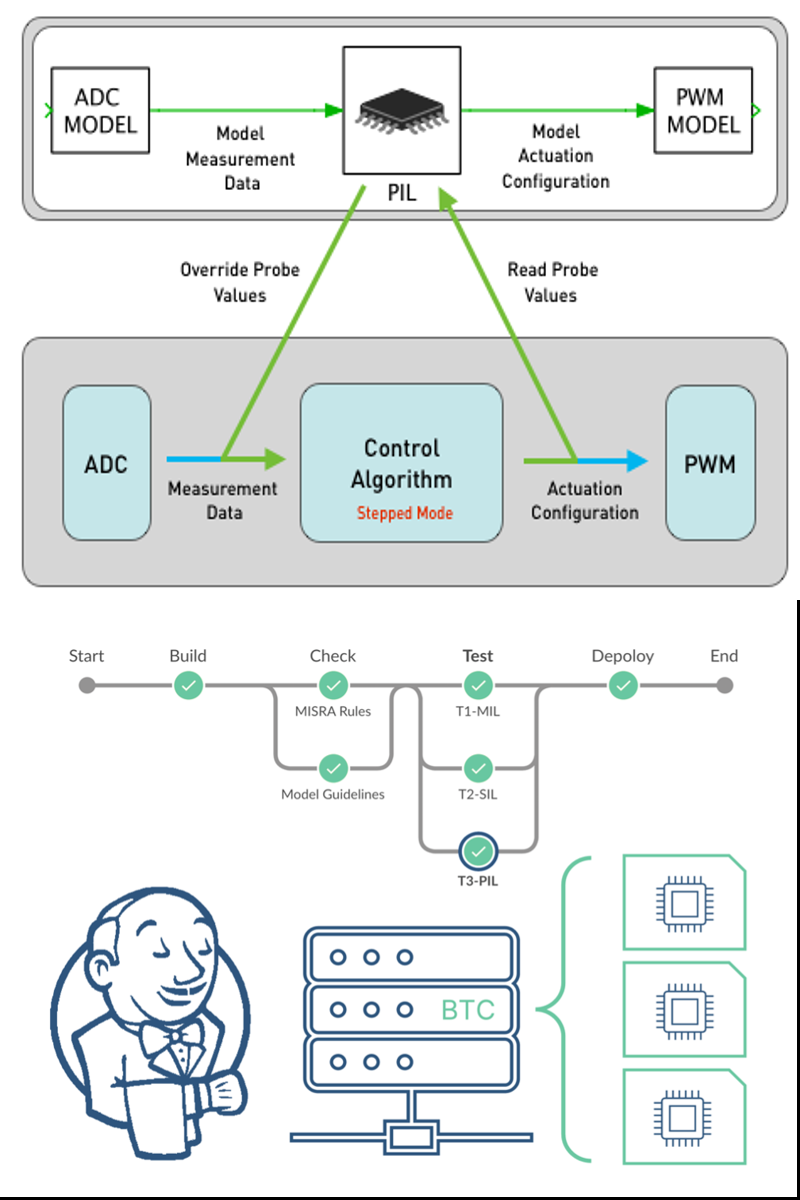 ADC
MODEL
Model
Measurement
Data
PIL
Model
Actuation
Configuration
PWM
MODEL
Override Probe
Values
Read Probe
Values
ADC
Measurement
Data
Control
Algorithm
Stepped Mode
Actuation
Configuration
PWM
Start
Build
Check
Test
Depoloy
End
MISRA Rules
T1-MIL
Model Guidelines
T2-SIL
T3-PIL
BTC